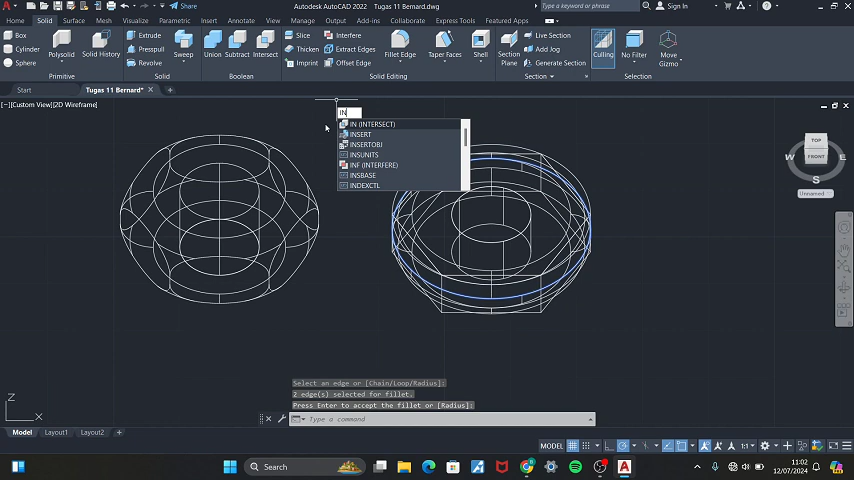 Autodesk AutoCAD 2022 Tugas 11 Bernard.dwg
Share
Type a keyword or phrase
Sign In
Home Solid Surface Mesh Visualize Parametric Insert Annotate View Manage Output Collaborate Express Tools Featured Apps
Box
Cylinder
Sphere
Polysolid
Solid History
Primitive
Extrude
Presspull
Revolve
Sweep
Solid
Union Subtract Intersect
Boolean
Slice
Thicken
Imprint
Interfere
Extract Edges
Offset Edge
Fillet Edge
Taper Faces
Shell
Solid Editing
Section Plane
Live Section
Add Jog
Generate Section
Section
Culling
No Filter
Move Gizmo
Selection
Start
Tugas 11 Bernard*
[−][Custom View][2D Wireframe]
IN
IN (INTERSECT)
INSERT
INSERTOBJ
INSUNITS
INF (INTERFERE)
INSBASE
INDEXCTL
TOP
FRONT
W E
S
Unnamed
Select an edge or [Chain/Loop/Radius]:
2 edge(s) selected for fillet.
Press Enter to accept the fillet or [Radius]:
Type a command
Z
X
Model Layout1 Layout2
MODEL
1:1
Search
11:02
12/07/2024